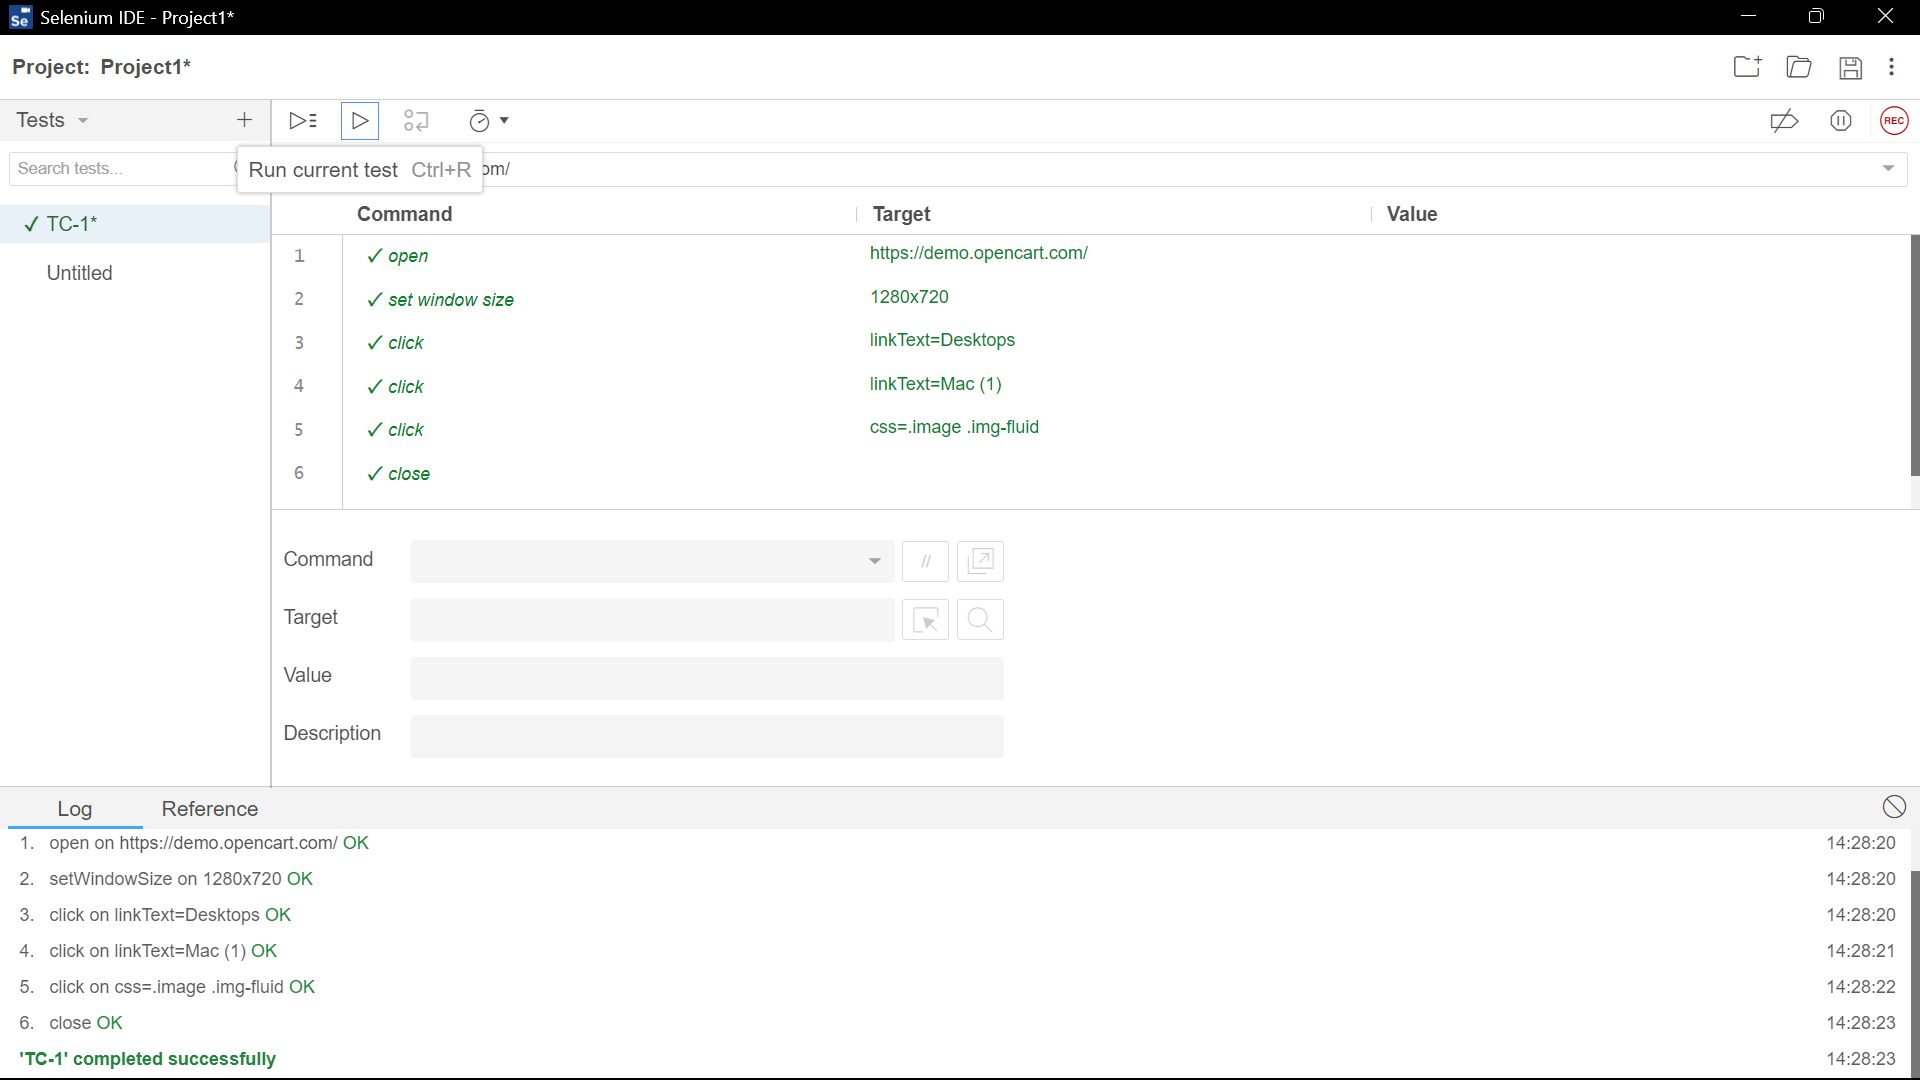 Selenium IDE - Project1*
Project: Project1*
Tests
REC
Search tests...
Run current test Ctrl+R
om/
Command Target Value
✓ TC-1*
Untitled
1 ✓ open https://demo.opencart.com/
2 ✓ set window size 1280x720
3 ✓ click linkText=Desktops
4 ✓ click linkText=Mac (1)
5 ✓ click css=.image .img-fluid
6 ✓ close
Command //
Target
Value
Description
Log Reference
1. open on https://demo.opencart.com/ OK 14:28:20
2. setWindowSize on 1280x720 OK 14:28:20
3. click on linkText=Desktops OK 14:28:20
4. click on linkText=Mac (1) OK 14:28:21
5. click on css=.image .img-fluid OK 14:28:22
6. close OK 14:28:23
'TC-1' completed successfully 14:28:23